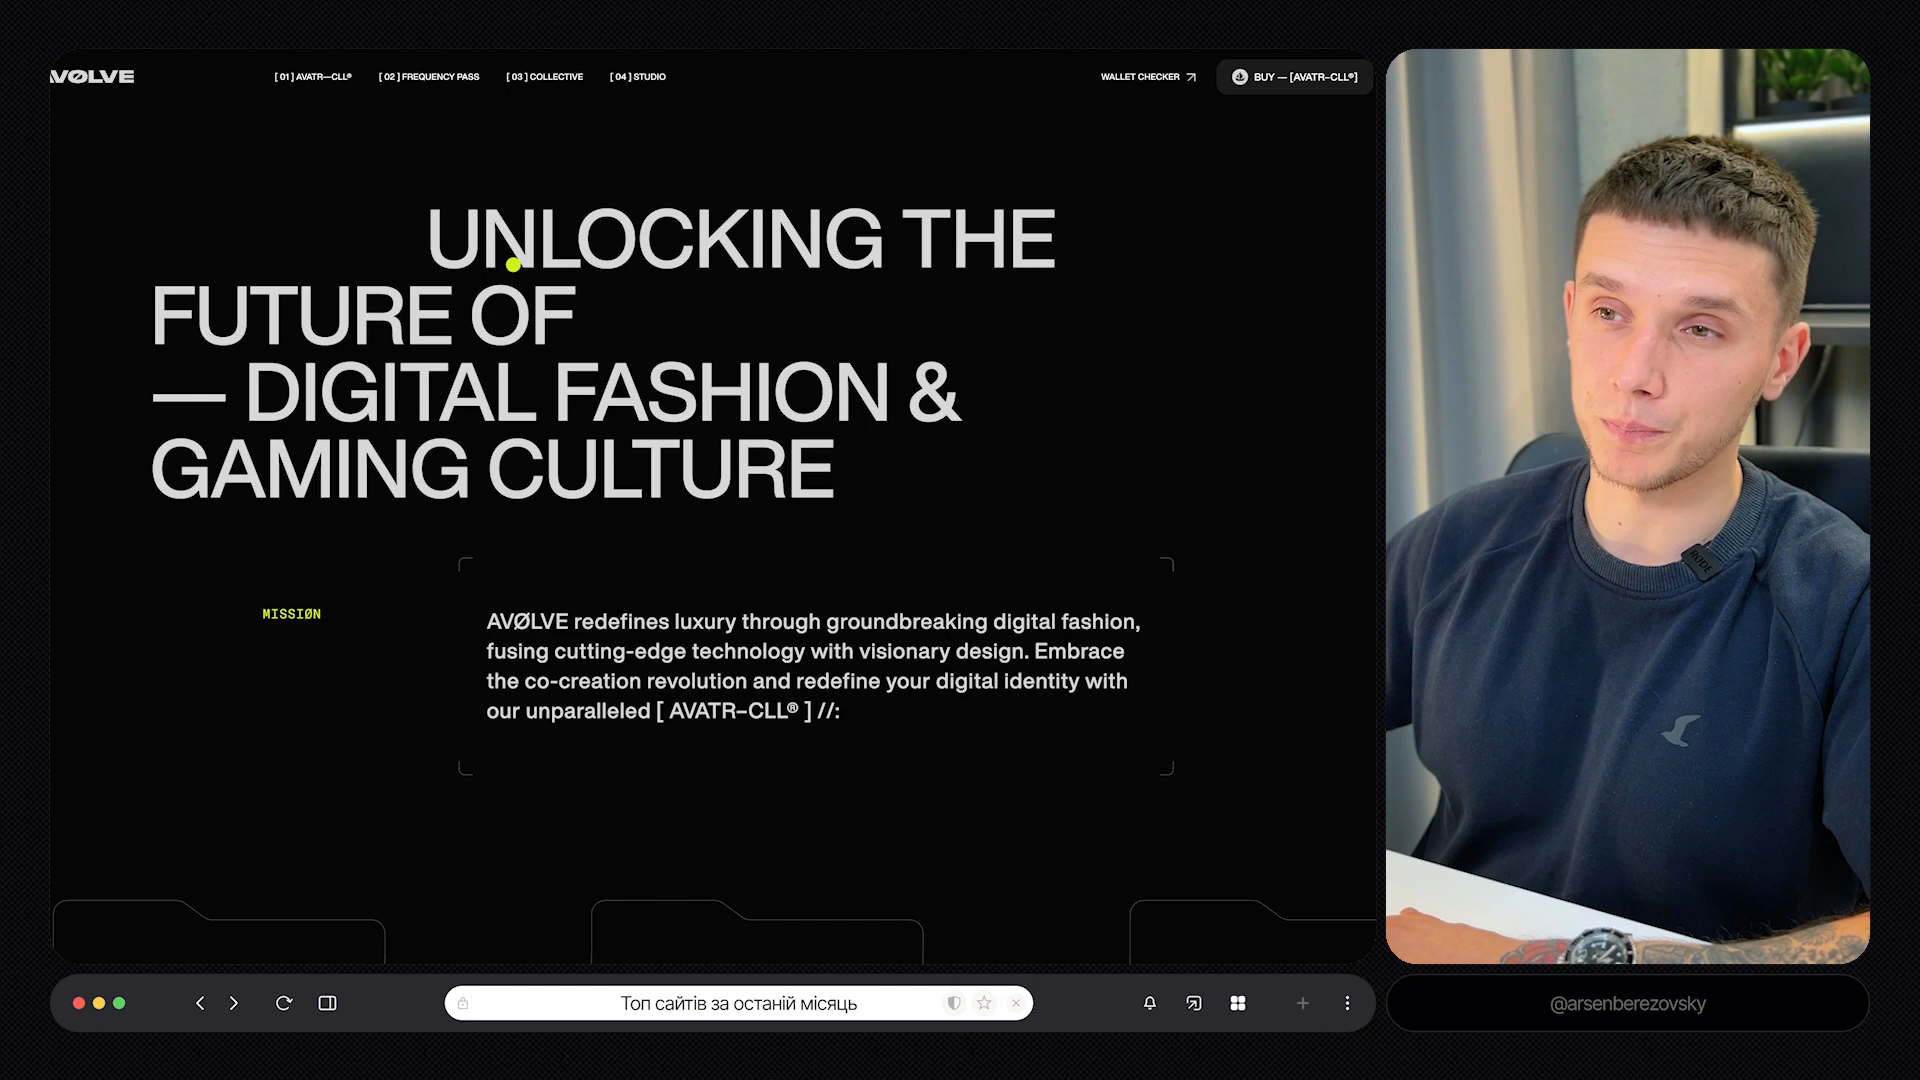 AVØLVE
[ 01 ] AVATR—CLL®
[ 02 ] FREQUENCY PASS
[ 03 ] COLLECTIVE
[ 04 ] STUDIO
WALLET CHECKER
BUY — [AVATR–CLL®]
UNLOCKING THE
FUTURE OF
— DIGITAL FASHION &
GAMING CULTURE
MISSIØN
AVØLVE redefines luxury through groundbreaking digital fashion,
fusing cutting-edge technology with visionary design. Embrace
the co-creation revolution and redefine your digital identity with
our unparalleled [ AVATR–CLL® ] //:
RØDE
Топ сайтів за останій місяць
@arsenberezovsky